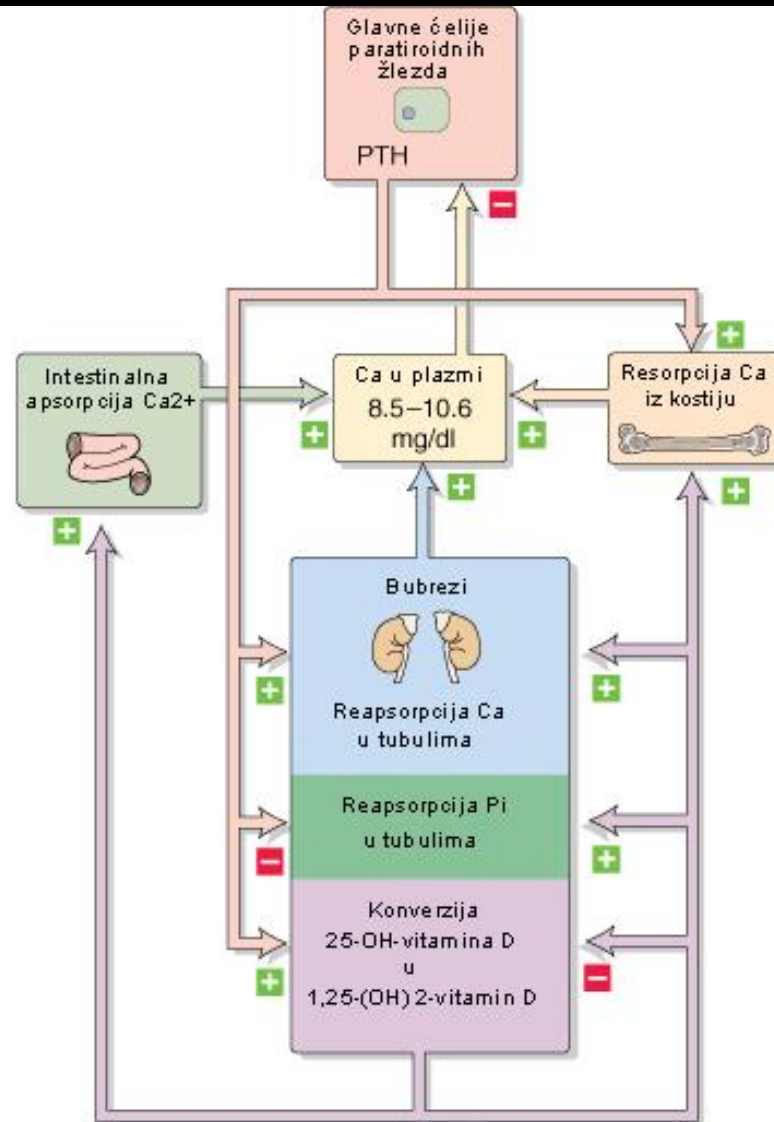 Glavne ćelije
paratiroidnih
žlezda
PTH
Intestinalna
apsorpcija Ca2+
Ca u plazmi
8.5–10.6
mg/dl
Resorpcija Ca
iz kostiju
Bubrezi
Reapsorpcija Ca
u tubulima
Reapsorpcija Pi
u tubulima
Konverzija
25-OH-vitamina D
u
1,25-(OH) 2-vitamin D